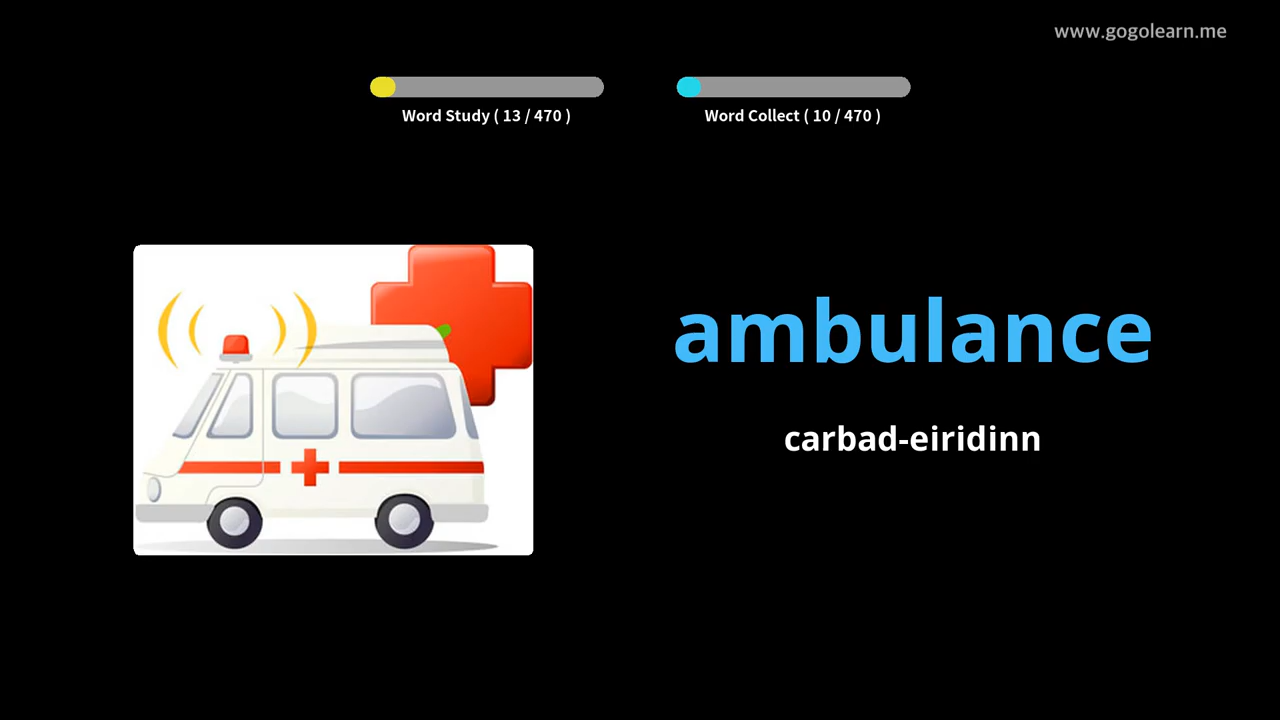 www.gogolearn.me
Word Study ( 13 / 470 )
Word Collect ( 10 / 470 )
ambulance
carbad-eiridinn